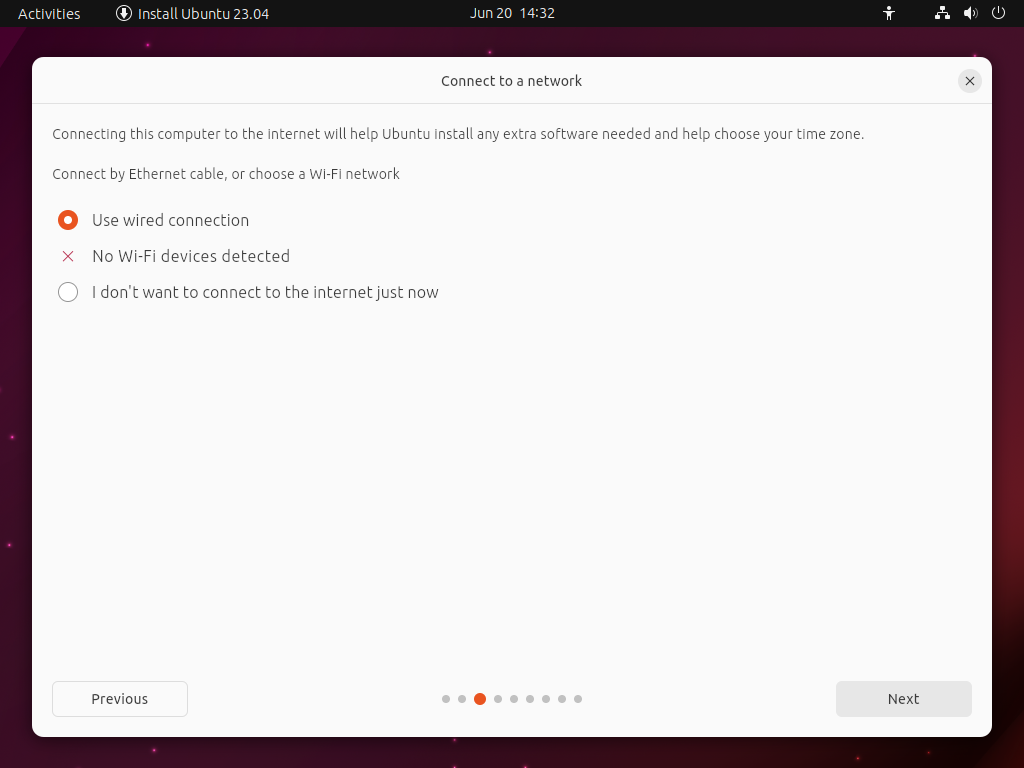 Activities Install Ubuntu 23.04 Jun 20 14:32
Connect to a network
Connecting this computer to the internet will help Ubuntu install any extra software needed and help choose your time zone.
Connect by Ethernet cable, or choose a Wi-Fi network
Use wired connection
No Wi-Fi devices detected
I don't want to connect to the internet just now
Previous Next